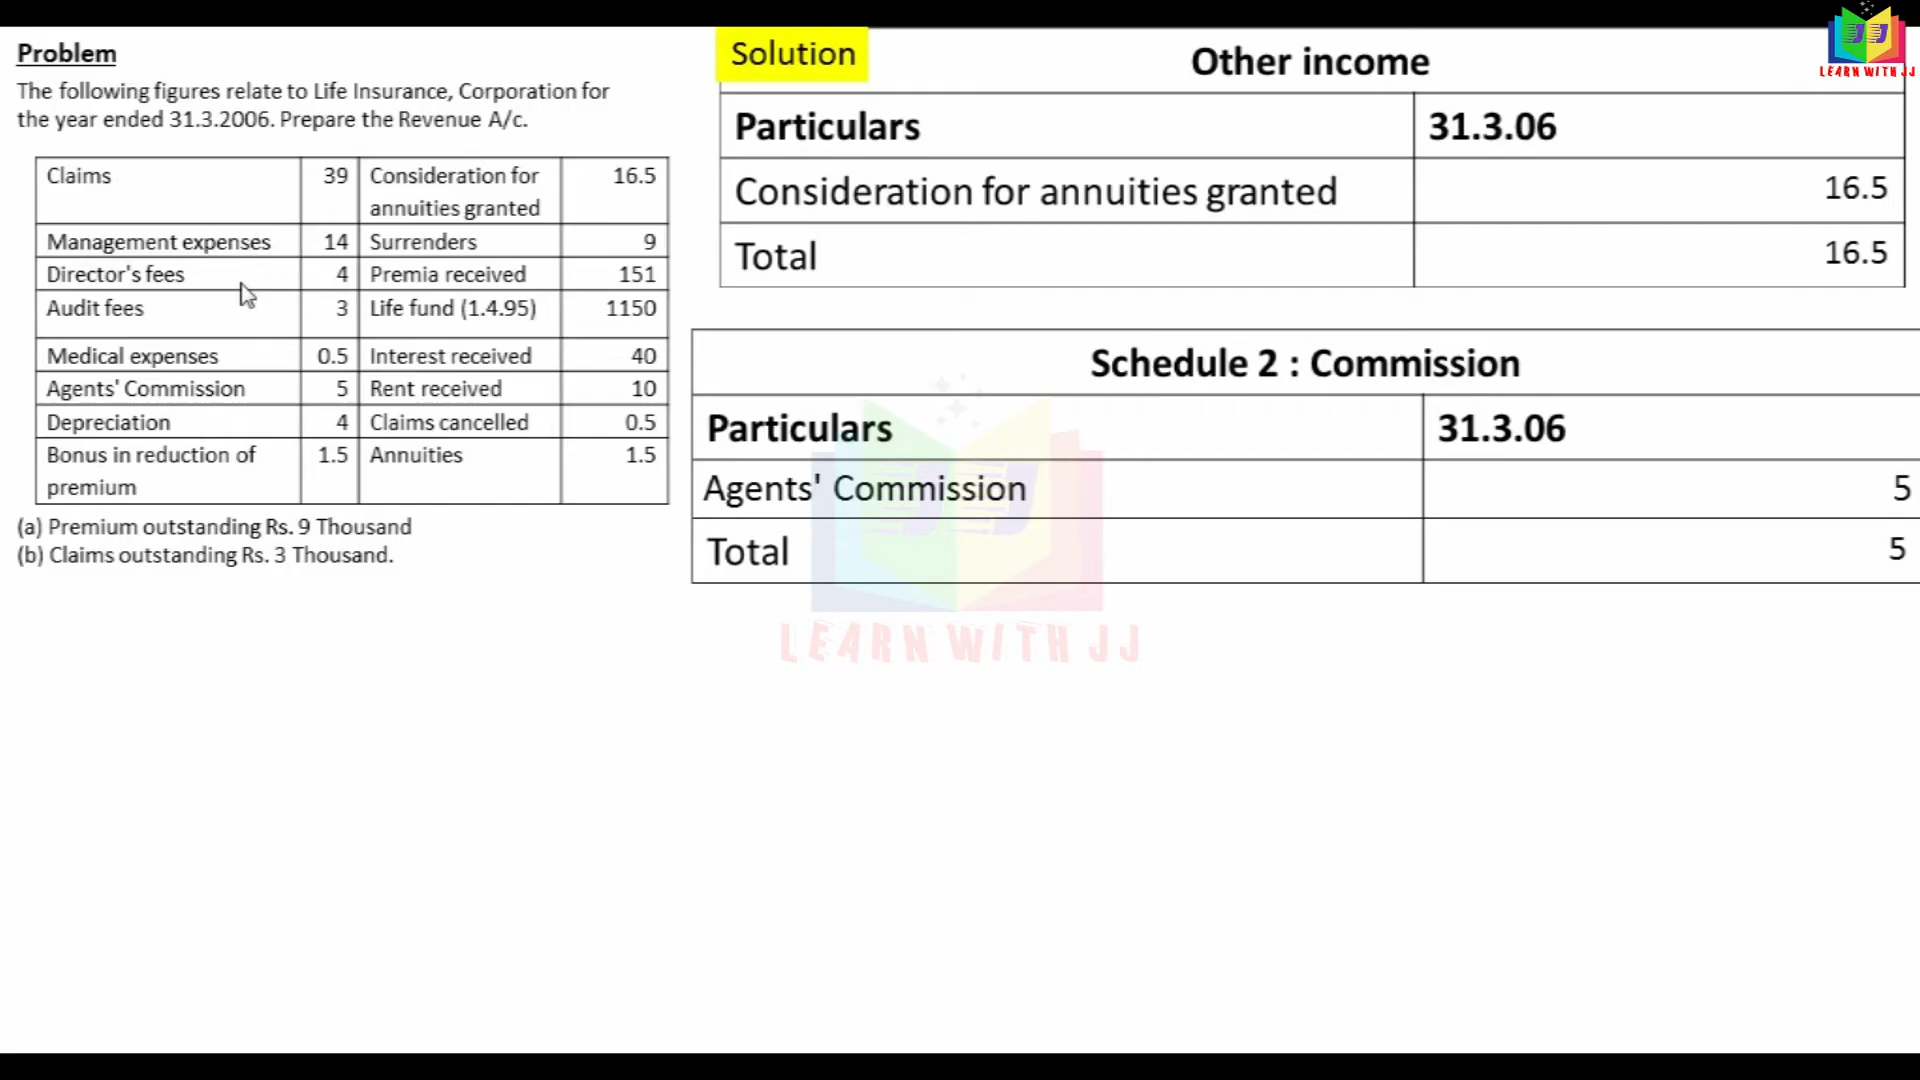 Problem
The following figures relate to Life Insurance, Corporation for
the year ended 31.3.2006. Prepare the Revenue A/c.
Claims 39 Consideration for annuities granted 16.5
Management expenses 14 Surrenders 9
Director's fees 4 Premia received 151
Audit fees 3 Life fund (1.4.95) 1150
Medical expenses 0.5 Interest received 40
Agents' Commission 5 Rent received 10
Depreciation 4 Claims cancelled 0.5
Bonus in reduction of premium 1.5 Annuities 1.5
(a) Premium outstanding Rs. 9 Thousand
(b) Claims outstanding Rs. 3 Thousand.
Solution
Other income
Particulars 31.3.06
Consideration for annuities granted 16.5
Total 16.5
Schedule 2 : Commission
Particulars 31.3.06
Agents' Commission 5
Total 5
JJ
LEARN WITH JJ
JJ
LEARN WITH JJ